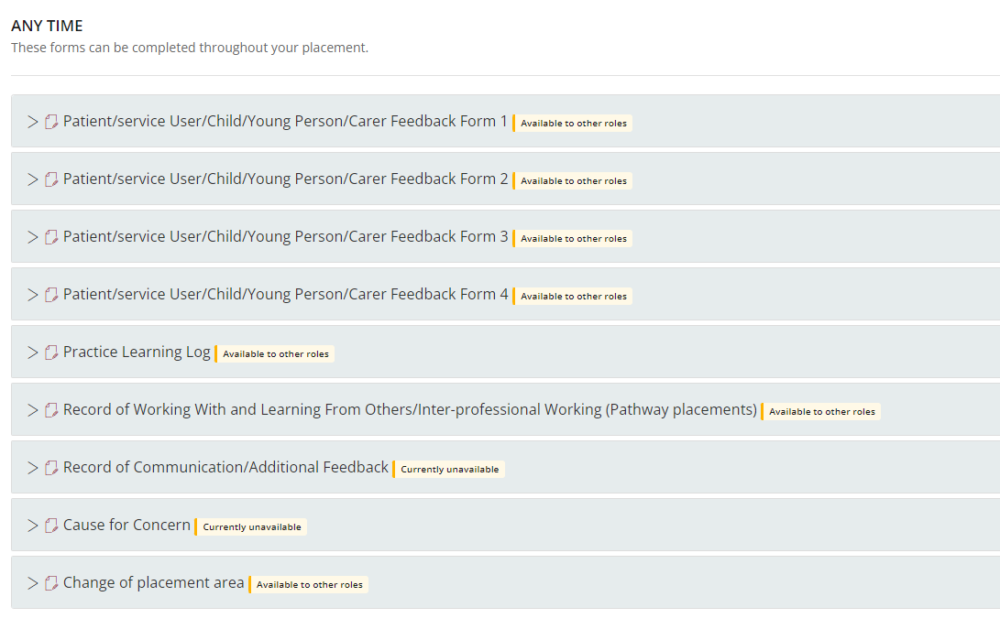 ANY TIME
These forms can be completed throughout your placement.
Patient/service User/Child/Young Person/Carer Feedback Form 1 Available to other roles
Patient/service User/Child/Young Person/Carer Feedback Form 2 Available to other roles
Patient/service User/Child/Young Person/Carer Feedback Form 3 Available to other roles
Patient/service User/Child/Young Person/Carer Feedback Form 4 Available to other roles
Practice Learning Log Available to other roles
Record of Working With and Learning From Others/Inter-professional Working (Pathway placements) Available to other roles
Record of Communication/Additional Feedback Currently unavailable
Cause for Concern Currently unavailable
Change of placement area Available to other roles